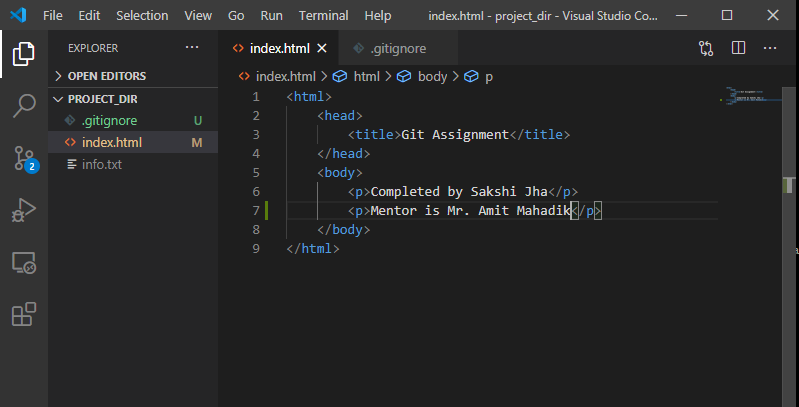 File Edit Selection View Go Run Terminal Help index.html - project_dir - Visual Studio Co...
EXPLORER
OPEN EDITORS
PROJECT_DIR
.gitignore U
index.html M
info.txt
2
index.html .gitignore
index.html > html > body > p
1 <html>
2 <head>
3 <title>Git Assignment</title>
4 </head>
5 <body>
6 <p>Completed by Sakshi Jha</p>
7 <p>Mentor is Mr. Amit Mahadik</p>
8 </body>
9 </html>